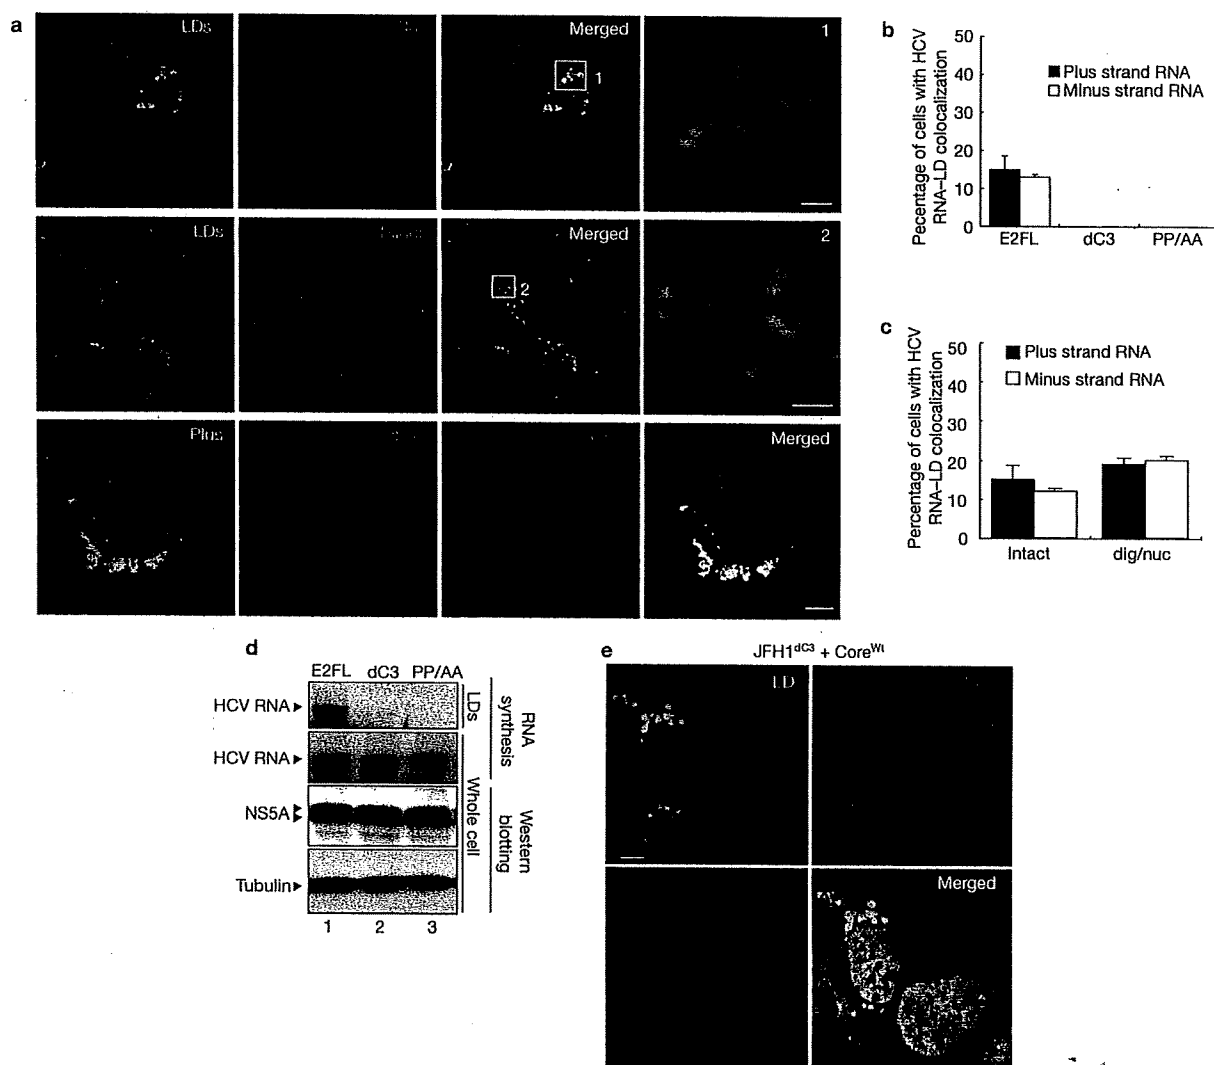 a
LDs
Merged
1
1
LDs
Merged
2
2
Plus
Merged
b
Pecentage of cells with HCV
RNA–LD colocalization
50
40
30
20
10
0
Plus strand RNA
MInus strand RNA
E2FL dC3 PP/AA
c
Percentage of cells with HCV
RNA–LD colocalization
50
40
30
20
10
0
Plus strand RNA
Minus strand RNA
Intact dig/nuc
d
E2FL dC3 PP/AA
HCV RNA
HCV RNA
NS5A
Tubulin
1 2 3
LDs
Whole cell
RNA
synthesis
Western
blotting
e
JFH1dC3 + CoreWt
LD
Merged